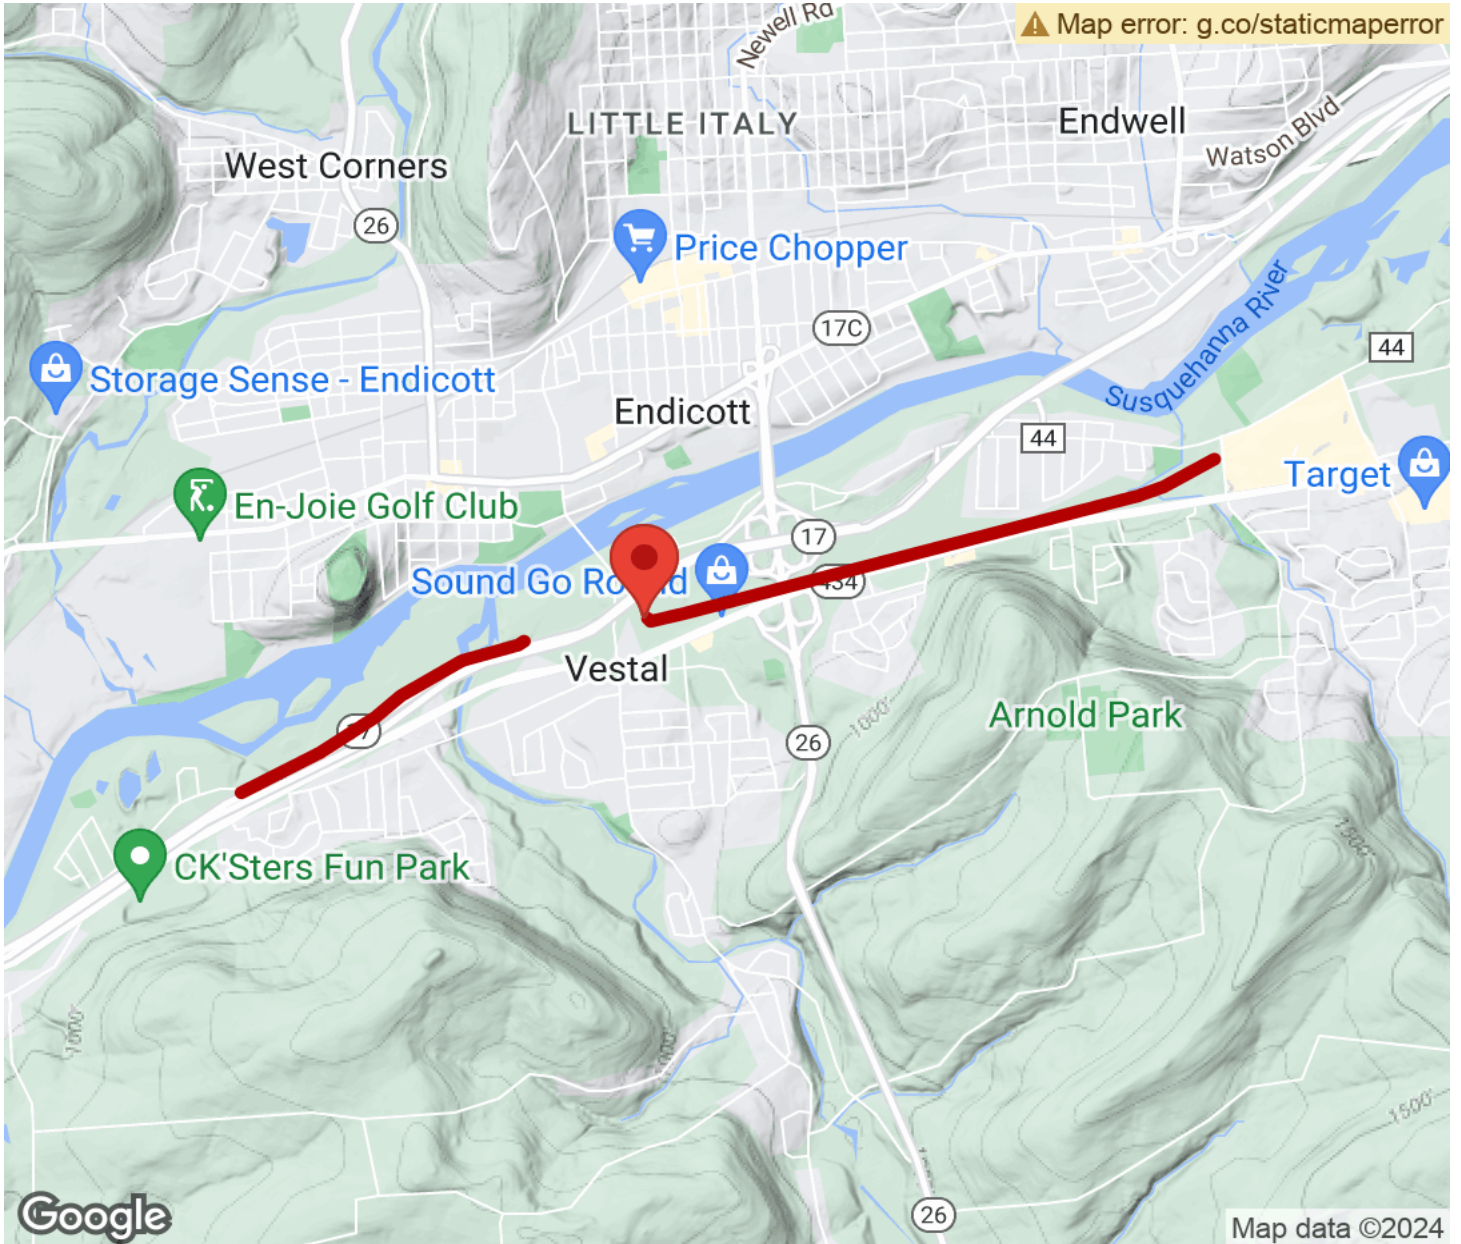 Newell Rd
Map error: g.co/staticmaperror
LITTLE ITALY
Endwell
Watson Blvd
West Corners
26
Price Chopper
17C
44
Storage Sense - Endicott
Susquehanna River
Endicott
44
Target
En-Joie Golf Club
17
Sound Go
434
Vestal
1000'
Arnold Park
26
1500'
CK'Sters Fun Park
1000'
1500'
26
Google
Map data ©2024